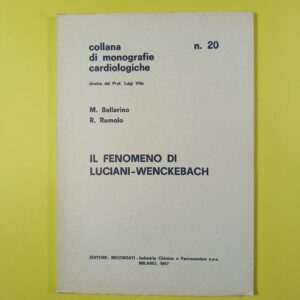 collana
di monografie
cardiologiche
n. 20
diretta dal Prof. Luigi Villa
M. Ballarino
R. Rumolo
IL FENOMENO DI
LUCIANI-WENCKEBACH
EDITORE: RECORDATI - Industria Chimica e Farmaceutica s.a.s.
MILANO, 1967